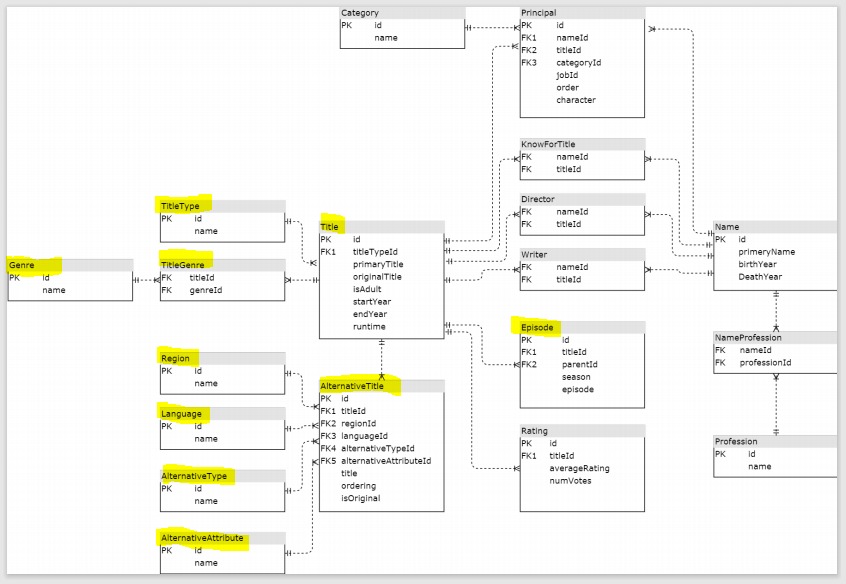 Category
PK id
name
Principal
PK id
FK1 nameId
FK2 titleId
FK3 categoryId
jobId
order
character
KnowForTitle
FK nameId
FK titleId
TitleType
PK id
name
Title
PK id
FK1 titleTypeId
primaryTitle
originalTitle
isAdult
startYear
endYear
runtime
Director
FK nameId
FK titleId
Name
PK id
primeryName
birthYear
DeathYear
Genre
PK id
name
TitleGenre
FK titleId
FK genreId
Writer
FK nameId
FK titleId
Episode
PK id
FK1 titleId
FK2 parentId
season
episode
NameProfession
FK nameId
FK professionId
Region
PK id
name
Language
PK id
name
AlternativeType
PK id
name
AlternativeAttribute
PK id
name
AlternativeTitle
PK id
FK1 titleId
FK2 regionId
FK3 languageId
FK4 alternativeTypeId
FK5 alternativeAttributeId
title
ordering
isOriginal
Rating
PK id
FK1 titleId
averageRating
numVotes
Profession
PK id
name